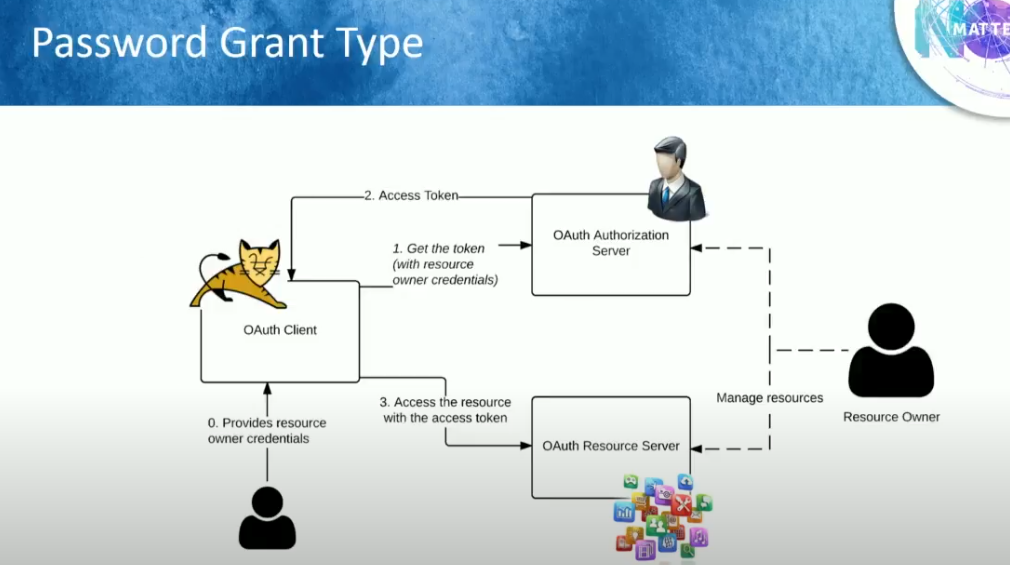 Password Grant Type
2. Access Token
OAuth Authorization
Server
1. Get the token
(with resource
owner credentials)
OAuth Client
3. Access the resource
with the access token
Manage resources
Resource Owner
0. Provides resource
owner credentials
OAuth Resource Server